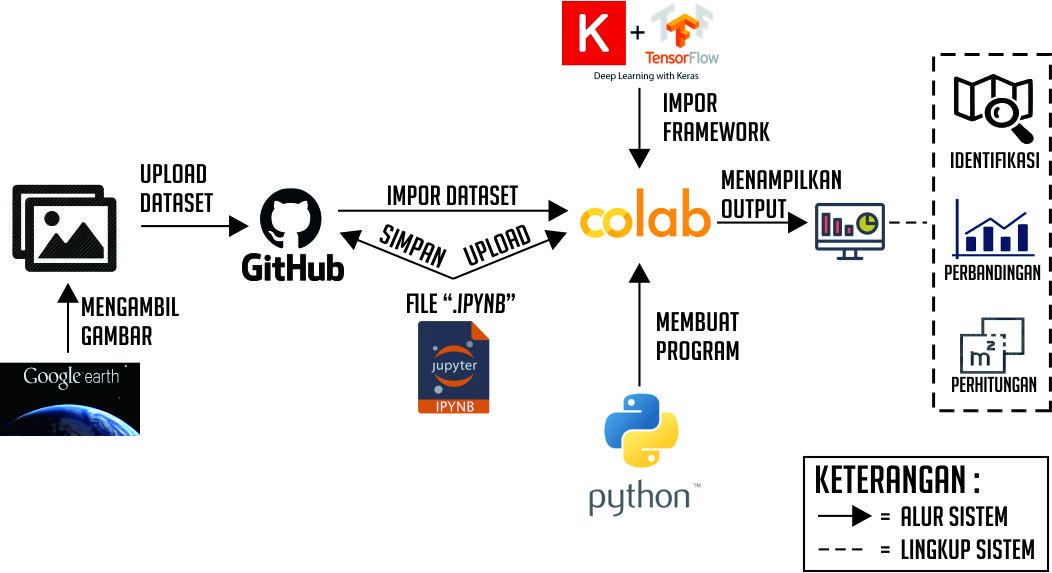 K
+
TF
TensorFlow
Deep Learning with Keras
IMPOR
FRAMEWORK
UPLOAD
DATASET
GitHub
IMPOR DATASET
SIMPAN
UPLOAD
colab
MENAMPILKAN
OUTPUT
IDENTIFIKASI
PERBANDINGAN
m²
PERHITUNGAN
MENGAMBIL
GAMBAR
Google earth
FILE “.IPYNB”
jupyter
IPYNB
MEMBUAT
PROGRAM
python™
KETERANGAN :
= ALUR SISTEM
= LINGKUP SISTEM